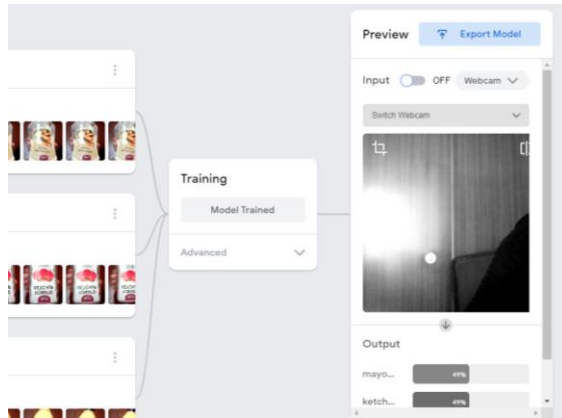 Preview
Export Model
Input OFF Webcam
Switch Webcam
Training
Model Trained
Advanced
Output
mayo... 49%
ketch... 49%